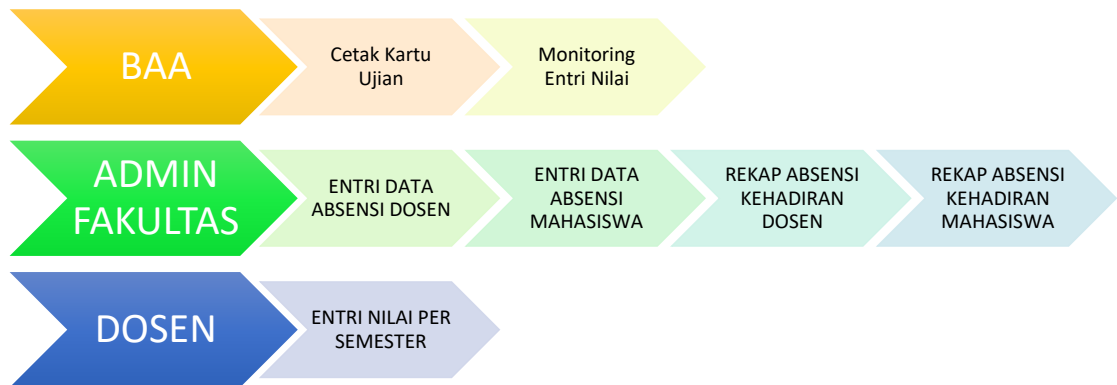 BAA
Cetak Kartu
Ujian
Monitoring
Entri Nilai
ADMIN
FAKULTAS
ENTRI DATA
ABSENSI DOSEN
ENTRI DATA
ABSENSI
MAHASISWA
REKAP ABSENSI
KEHADIRAN
DOSEN
REKAP ABSENSI
KEHADIRAN
MAHASISWA
DOSEN
ENTRI NILAI PER
SEMESTER